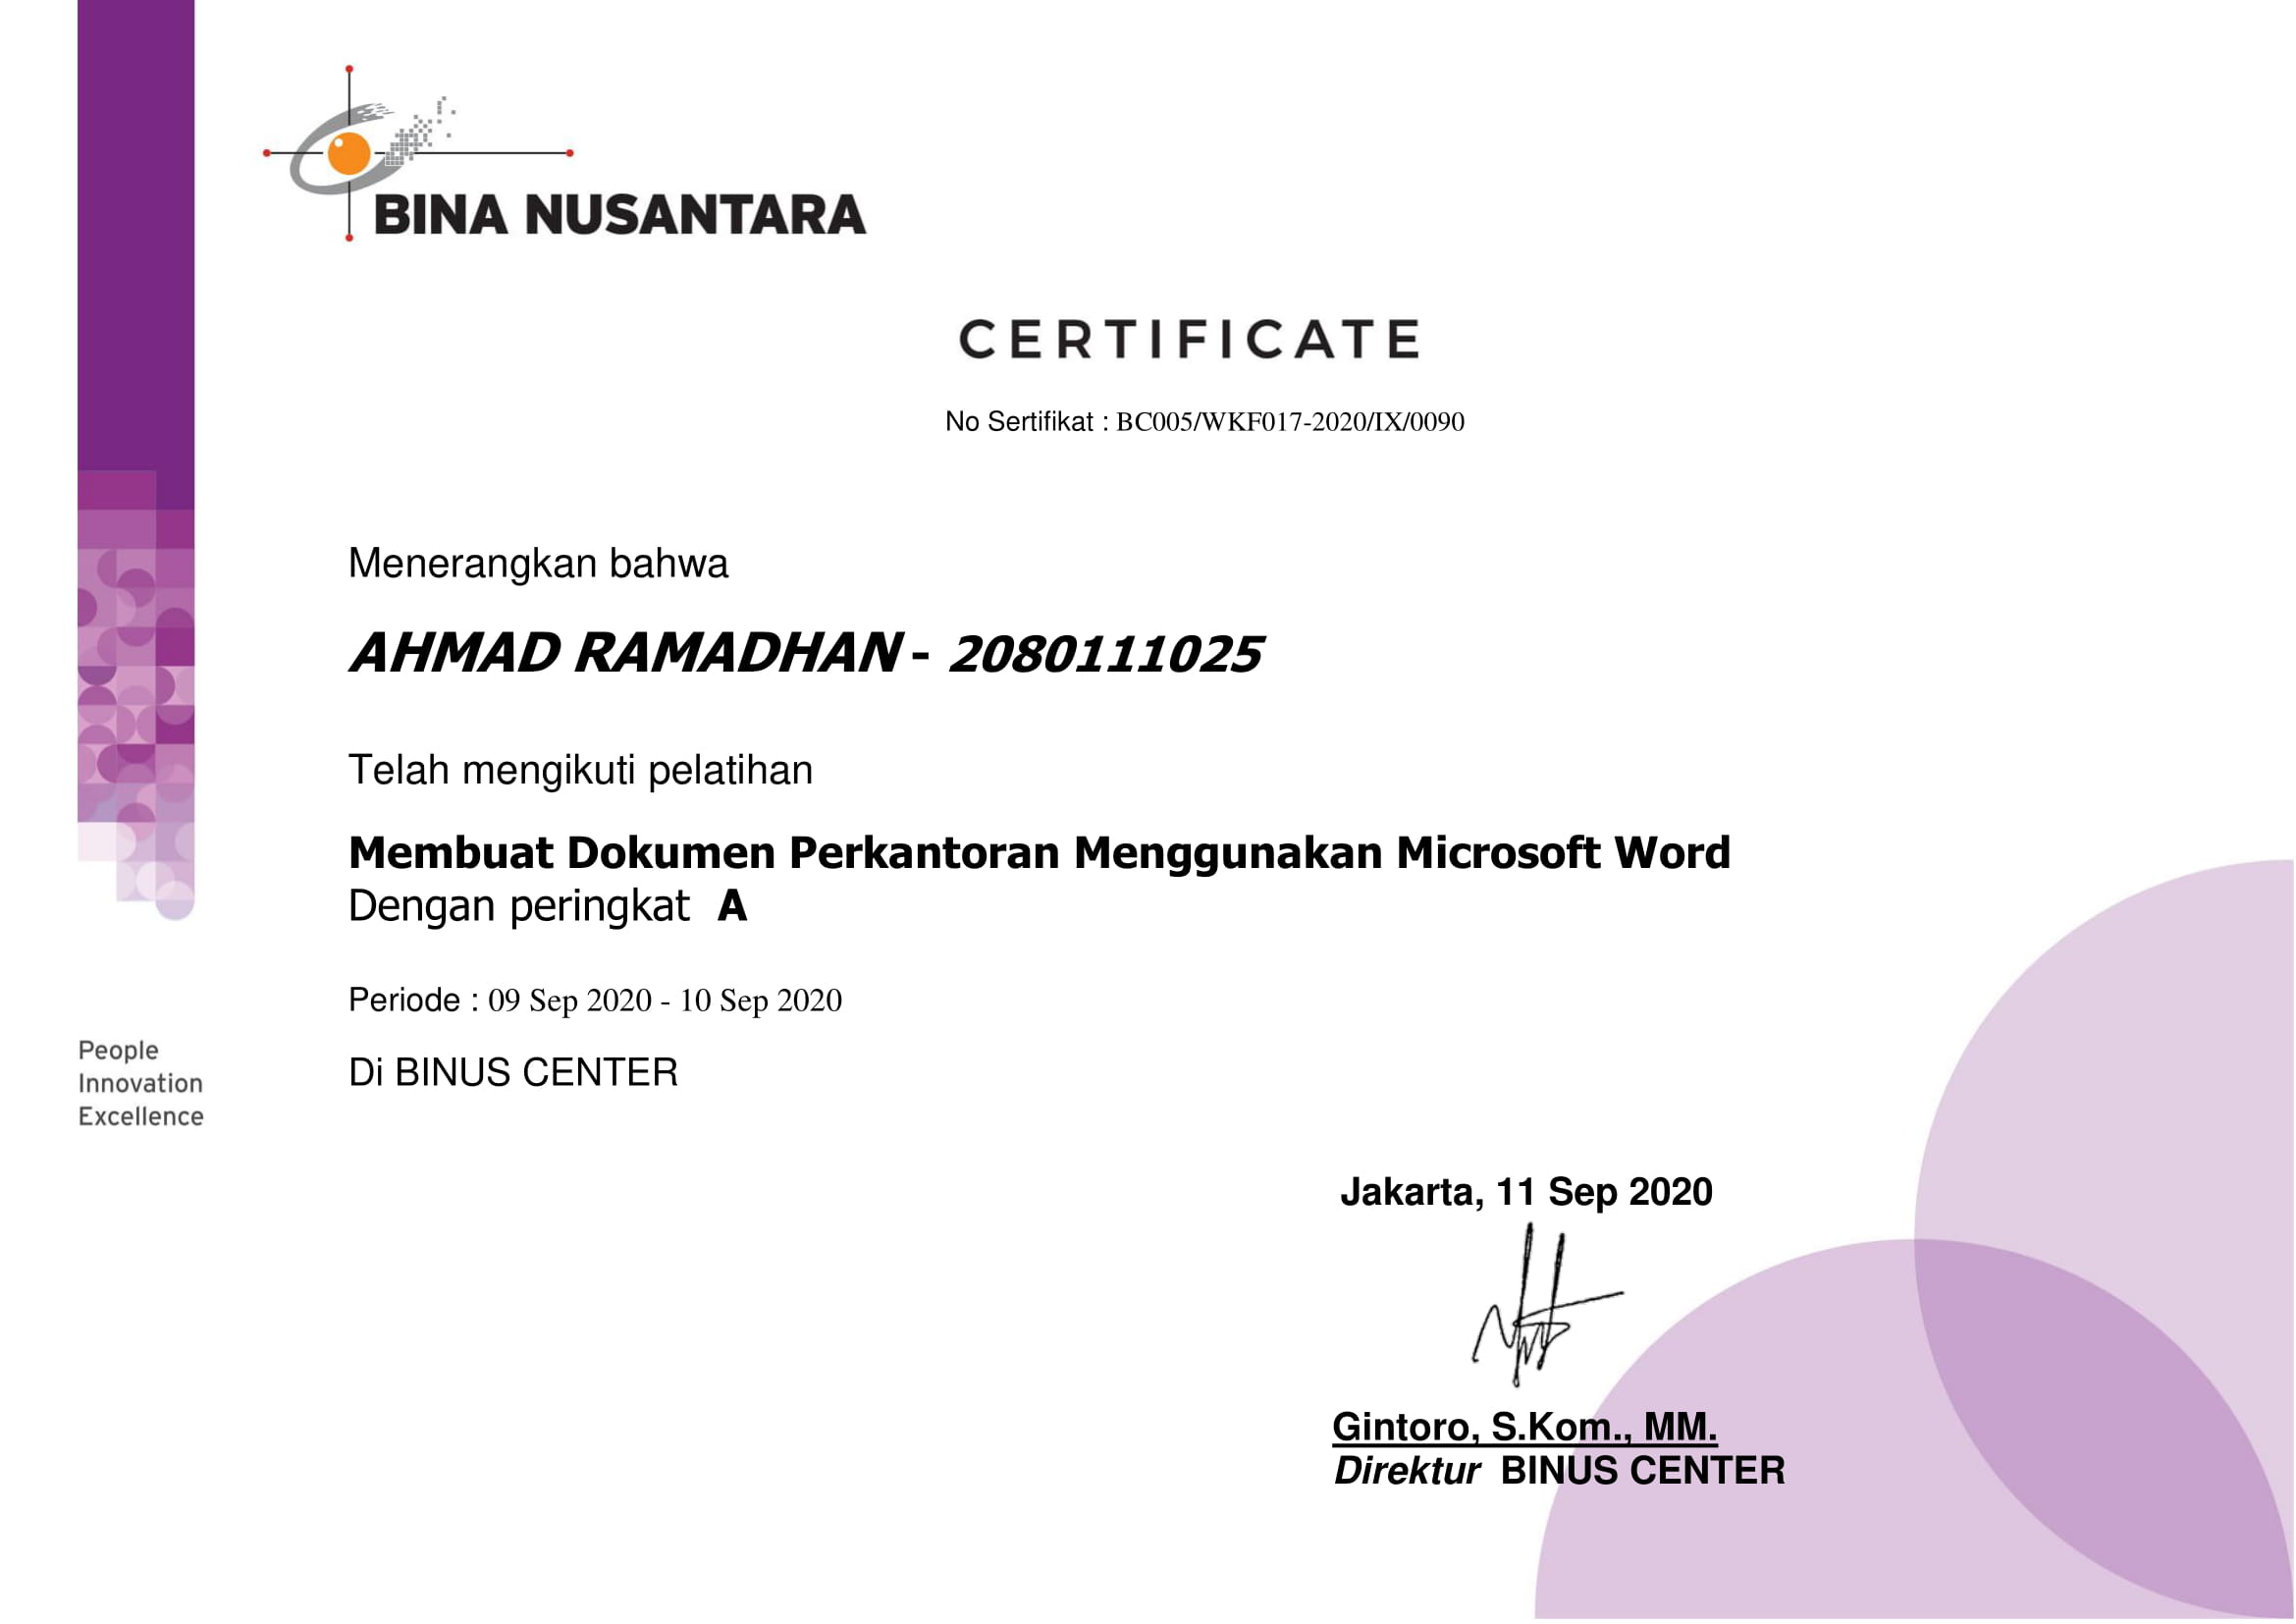 BINA NUSANTARA
CERTIFICATE
No Sertifikat : BC005/WKF017-2020/IX/0090
Menerangkan bahwa
AHMAD RAMADHAN - 2080111025
Telah mengikuti pelatihan
Membuat Dokumen Perkantoran Menggunakan Microsoft Word
Dengan peringkat A
Periode : 09 Sep 2020 - 10 Sep 2020
Di BINUS CENTER
People
Innovation
Excellence
Jakarta, 11 Sep 2020
Gintoro, S.Kom., MM.
Direktur BINUS CENTER